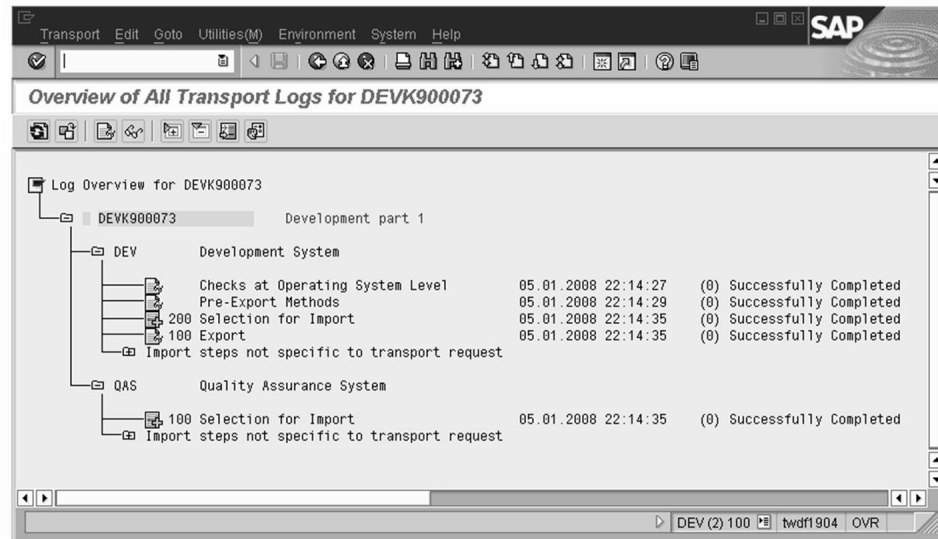 Transport Edit Goto Utilities(M) Environment System Help
SAP
Overview of All Transport Logs for DEVK900073
Log Overview for DEVK900073
DEVK900073 Development part 1
DEV Development System
Checks at Operating System Level 05.01.2008 22:14:27 (0) Successfully Completed
Pre-Export Methods 05.01.2008 22:14:29 (0) Successfully Completed
200 Selection for Import 05.01.2008 22:14:35 (0) Successfully Completed
100 Export 05.01.2008 22:14:35 (0) Successfully Completed
Import steps not specific to transport request
QAS Quality Assurance System
100 Selection for Import 05.01.2008 22:14:35 (0) Successfully Completed
Import steps not specific to transport request
DEV (2) 100 twdf1904 OVR